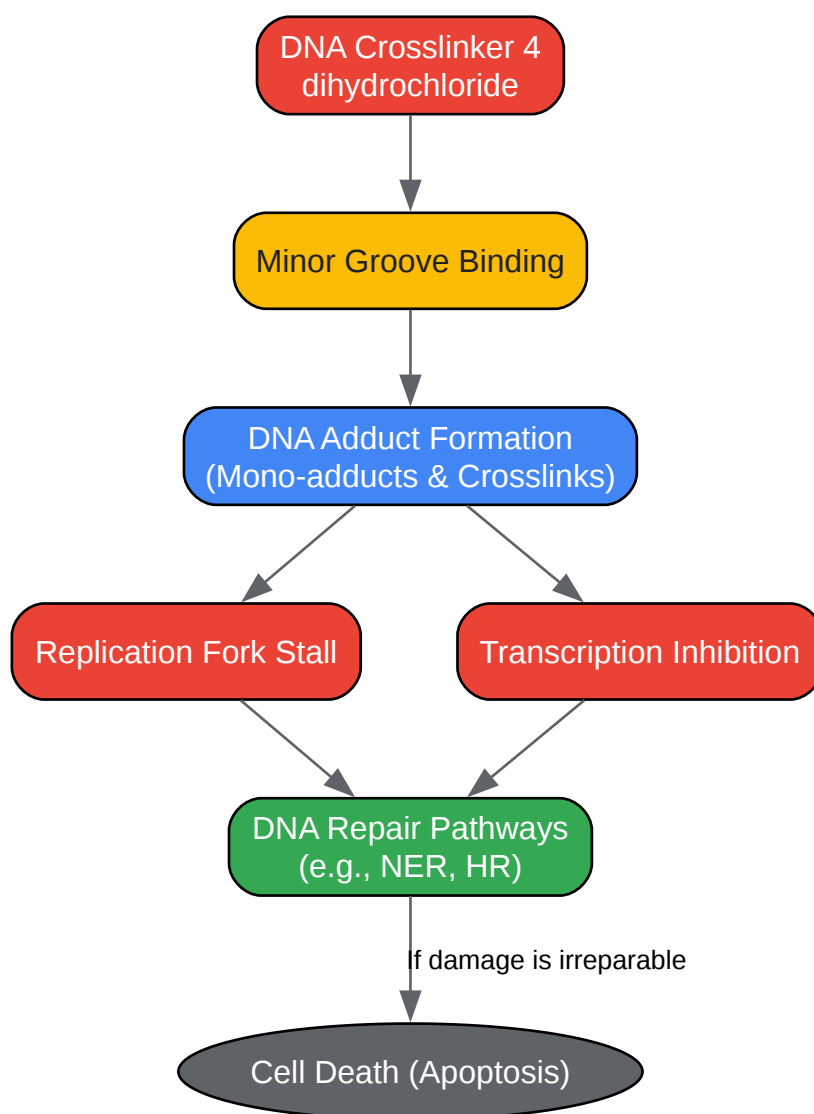 DNA Crosslinker 4
dihydrochloride
Minor Groove Binding
DNA Adduct Formation
(Mono-adducts & Crosslinks)
Replication Fork Stall
Transcription Inhibition
DNA Repair Pathways
(e.g., NER, HR)
If damage is irreparable
Cell Death (Apoptosis)